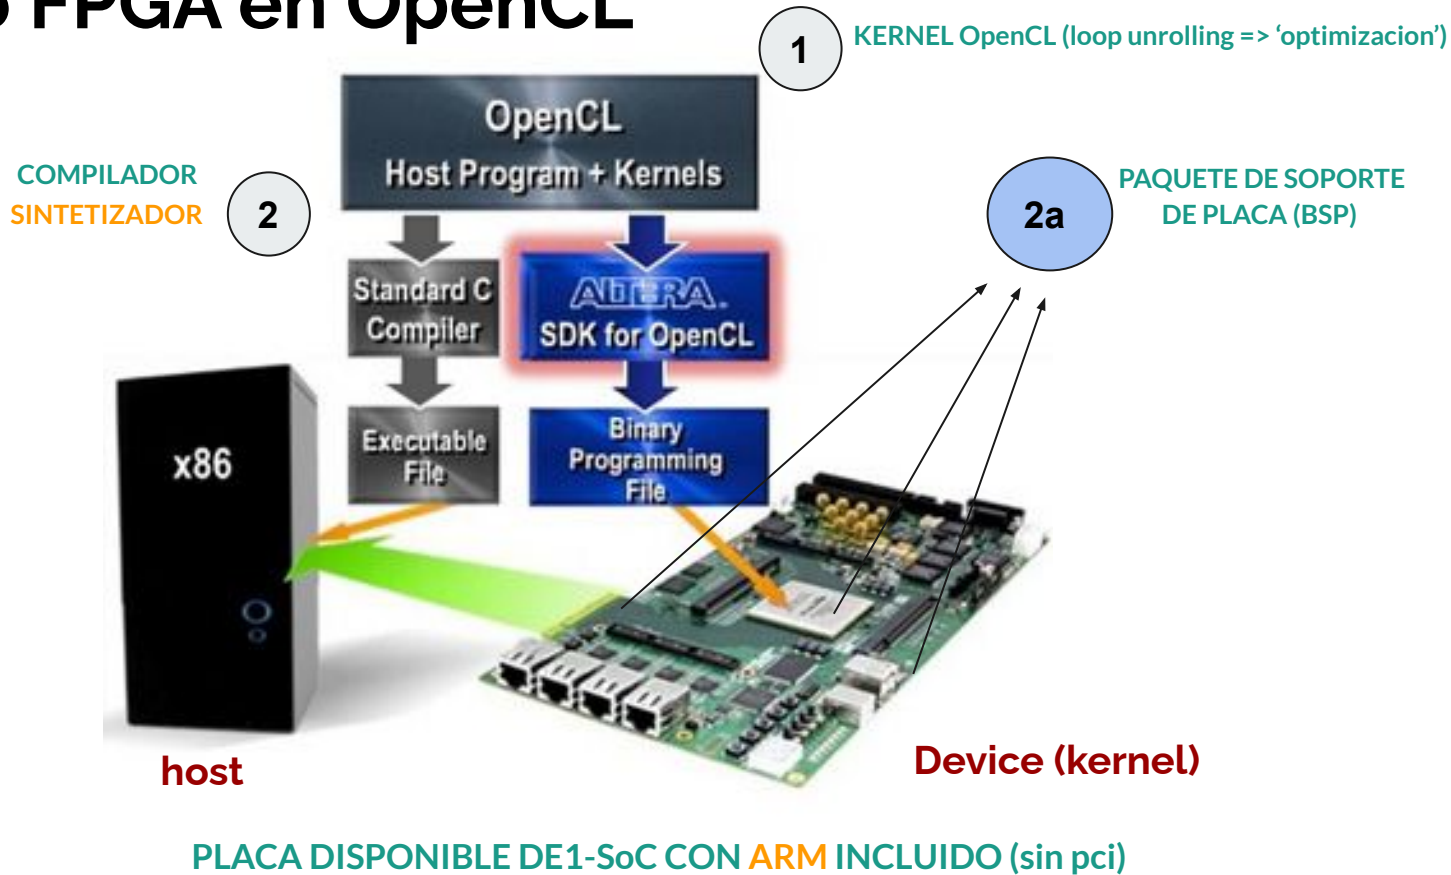 FPGA en OpenCL
1
KERNEL OpenCL (loop unrolling => ‘optimizacion’)
OpenCL
Host Program + Kernels
COMPILADOR
SINTETIZADOR
2
2a
PAQUETE DE SOPORTE
DE PLACA (BSP)
Standard C
Compiler
ALTERA
SDK for OpenCL
Executable
File
Binary
Programming
File
x86
host
Device (kernel)
PLACA DISPONIBLE DE1-SoC CON ARM INCLUIDO (sin pci)